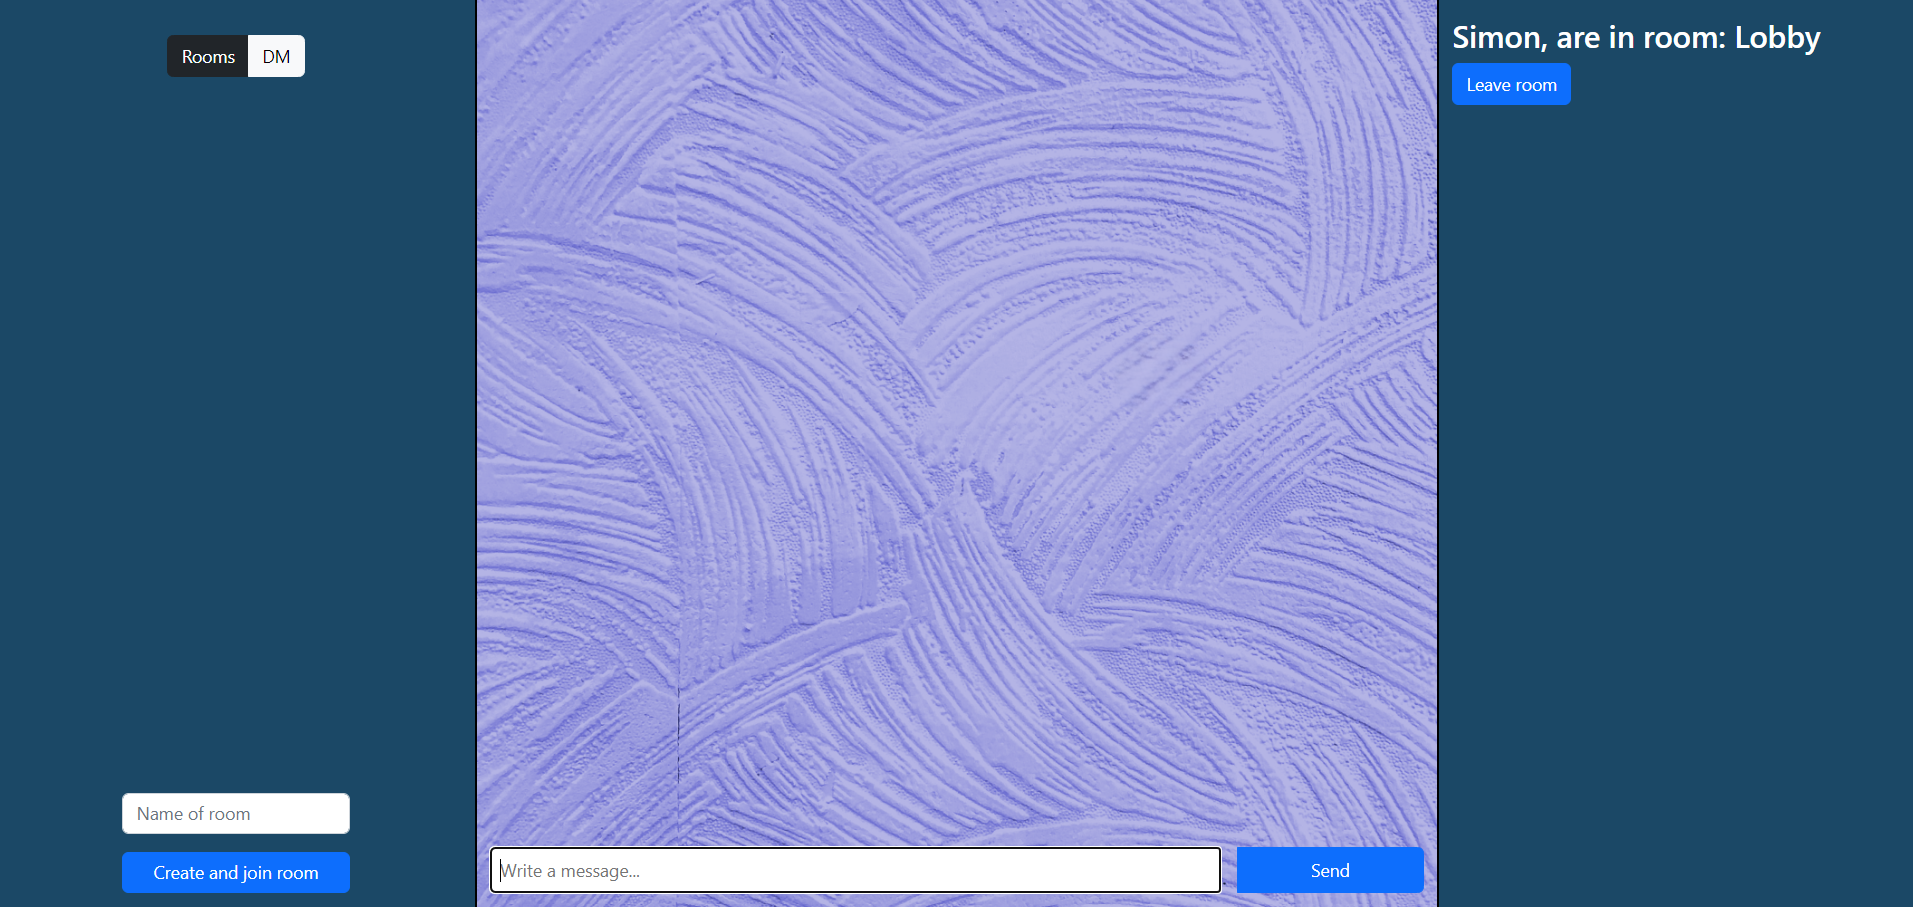 Rooms DM
Name of room
Create and join room
Write a message...
Send
Simon, are in room: Lobby
Leave room